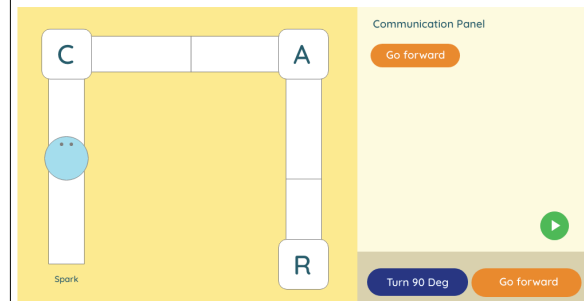 Communication Panel
C
A
Go forward
R
Spark
Turn 90 Deg
Go forward